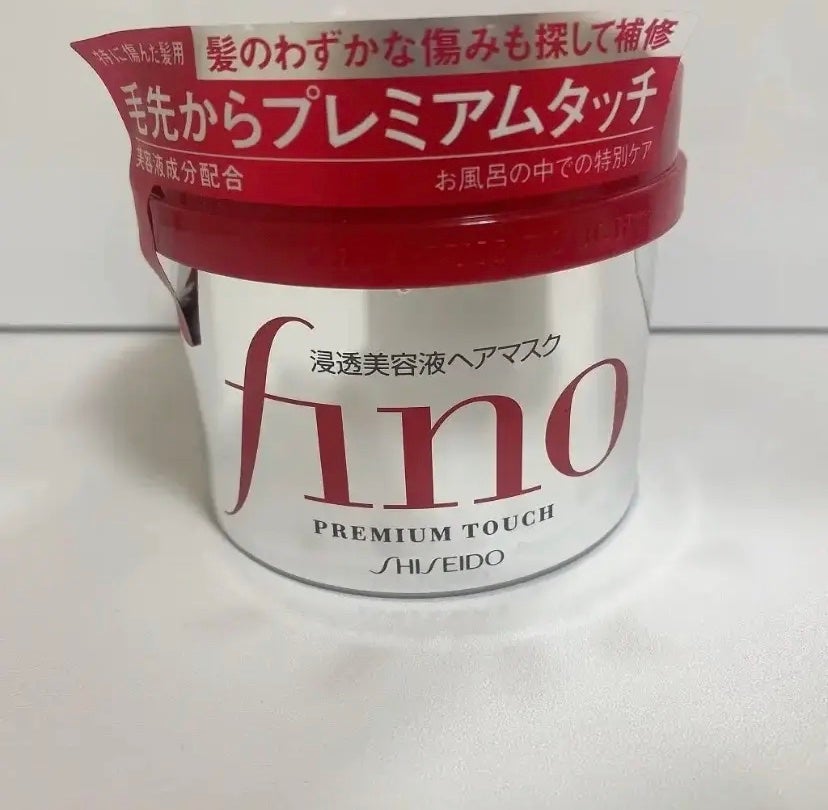 特に傷んだ髪用
髪のわずかな傷みも探して補修
毛先からプレミアムタッチ
美容液成分配合
お風呂の中での特別ケア
浸透美容液ヘアマスク
fino
PREMIUM TOUCH
SHISEIDO